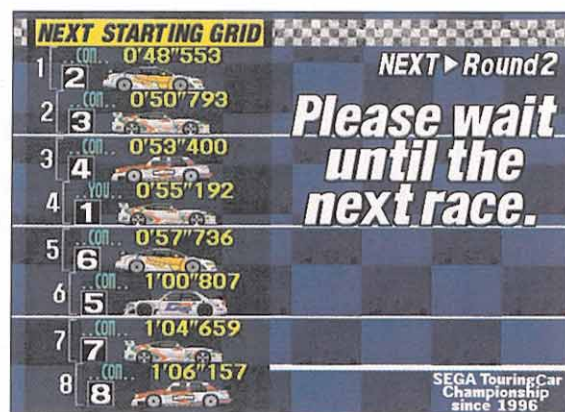 NEXT STARTING GRID
1 ..CON.. 0'48"553
2
2 ..CON.. 0'50"793
3
3 ..CON.. 0'53"400
4
4 ..YOU.. 0'55"192
1
5 ..CON.. 0'57"736
6
6 ..CON.. 1'00"807
5
7 ..CON.. 1'04"659
7
8 ..CON.. 1'06"157
8
NEXT ▶ Round2
Please wait
until the
next race.
SEGA TouringCar
Championship
since 1996